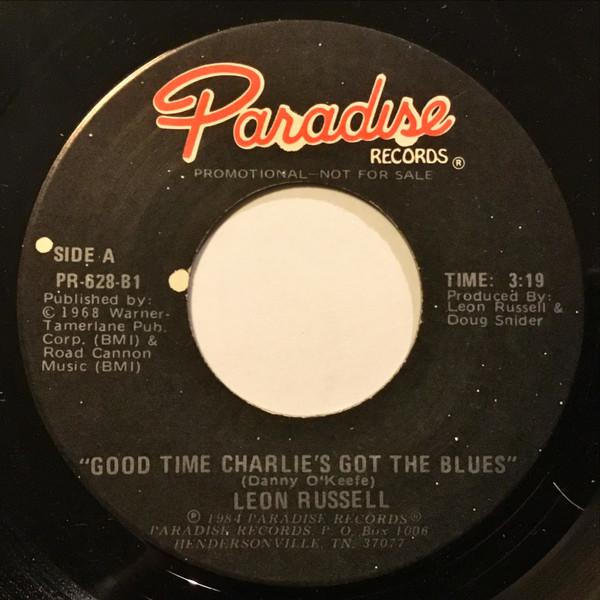 Paradise
RECORDS ®
PROMOTIONAL—NOT FOR SALE
SIDE A
PR-628-B1
Published by:
© 1968 Warner-
Tamerlane Pub.
Corp. (BMI) &
Road Cannon
Music (BMI)
TIME: 3:19
Produced By:
Leon Russell &
Doug Snider
"GOOD TIME CHARLIE'S GOT THE BLUES"
(Danny O'Keefe)
LEON RUSSELL
℗ 1984 PARADISE RECORDS®
PARADISE RECORDS, P. O. Box 1006
HENDERSONVILLE, TN. 37077